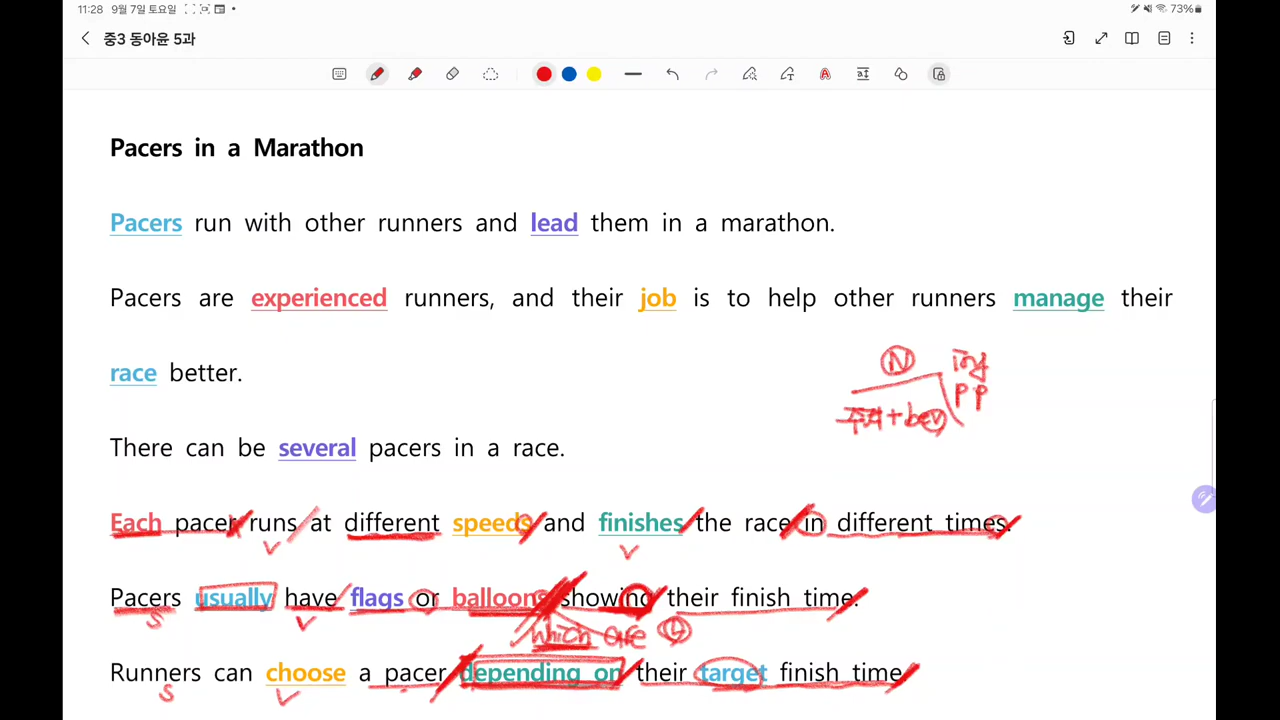 11:28 9월 7일 토요일
73%
중3 동아윤 5과
Pacers in a Marathon
Pacers run with other runners and lead them in a marathon.
Pacers are experienced runners, and their job is to help other runners manage their
race better.
N ing
pp
주격+be
There can be several pacers in a race.
Each pacer runs at different speeds and finishes the race in different times.
Pacers usually have flags or balloons showing their finish time.
which are
Runners can choose a pacer depending on their target finish time.